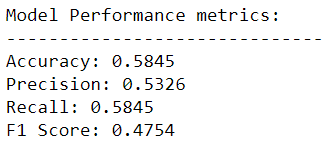 Model Performance metrics:
------------------------------
Accuracy: 0.5845
Precision: 0.5326
Recall: 0.5845
F1 Score: 0.4754